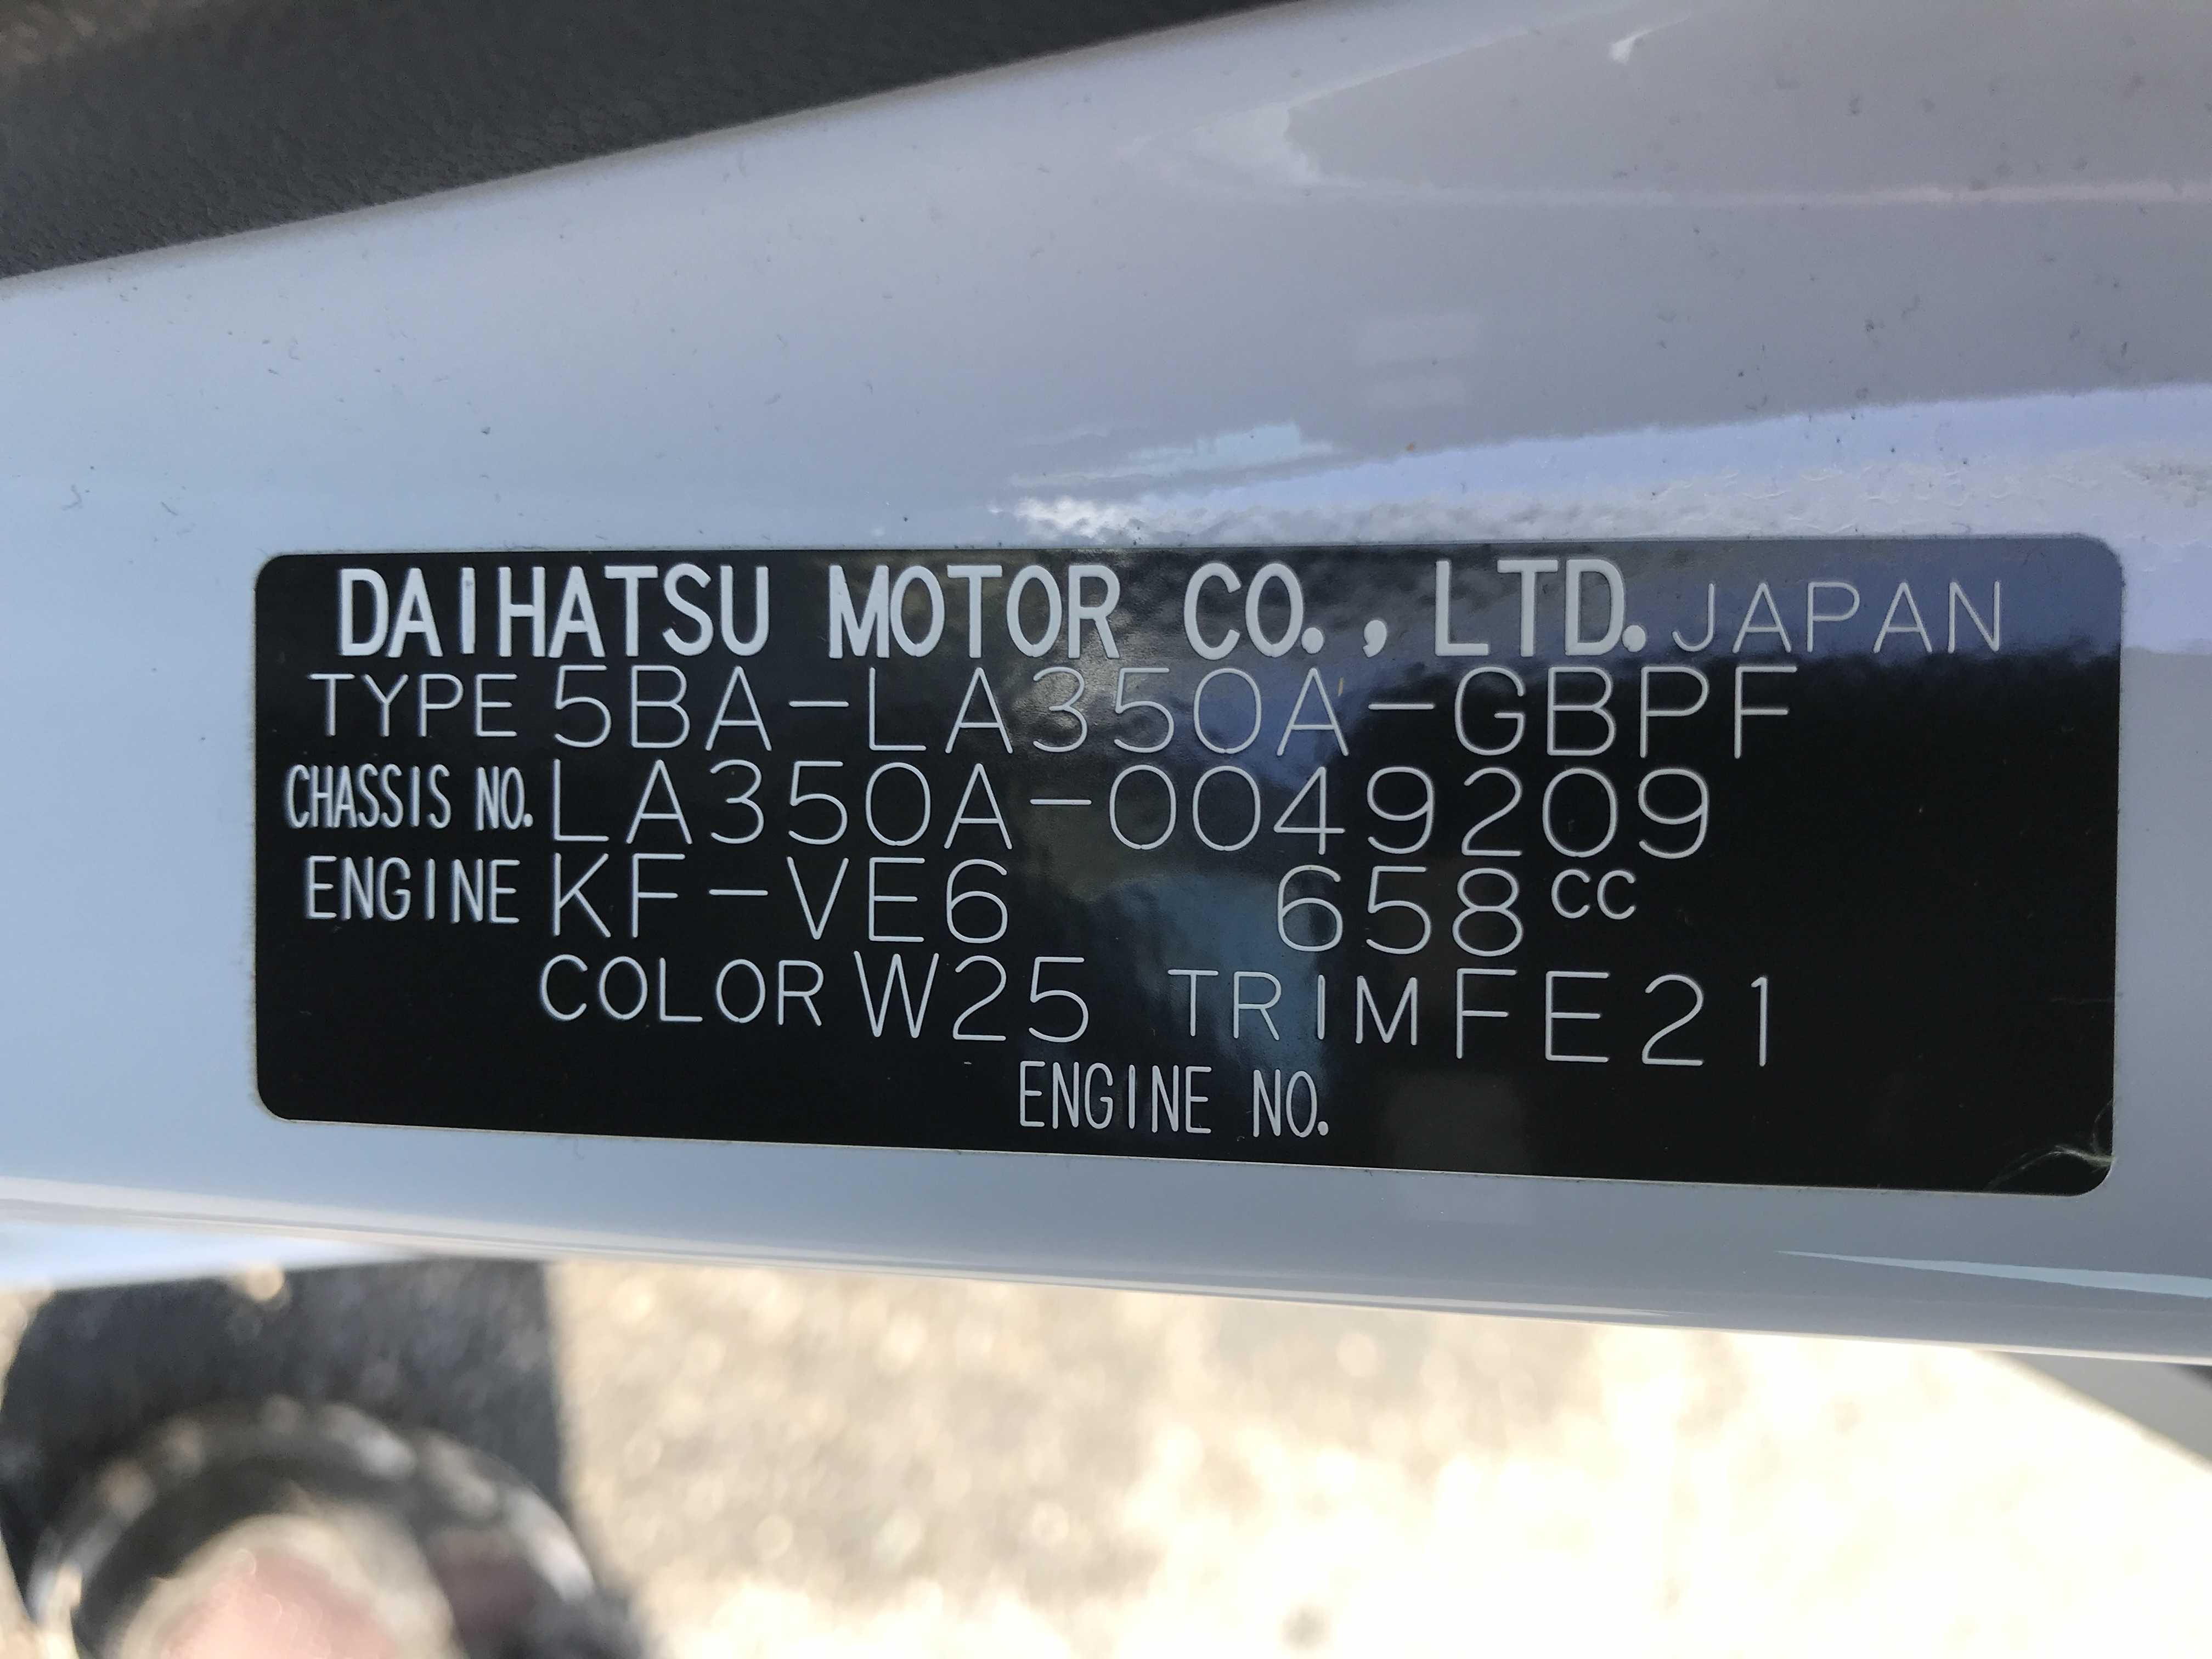 DAIHATSU MOTOR CO., LTD. JAPAN
TYPE 5BA-LA350A-GBPF
CHASSIS NO. LA350A-0049209
ENGINE KF-VE6 658cc
COLOR W25 TRIM FE21
ENGINE NO.